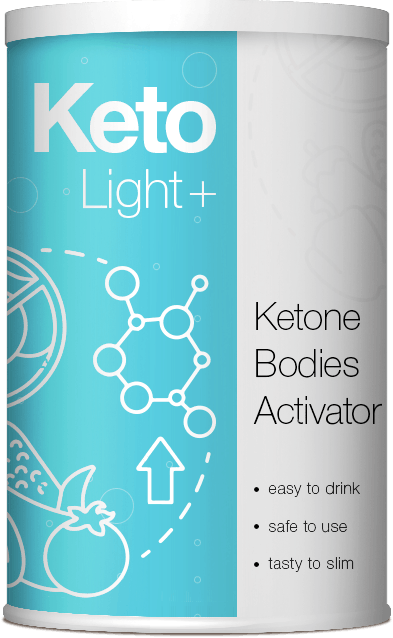 Keto
Light+
Ketone
Bodies
Activator
• easy to drink
• safe to use
• tasty to slim